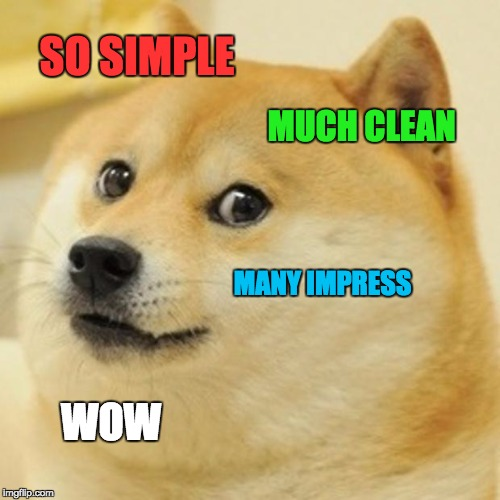 SO SIMPLE
MUCH CLEAN
MANY IMPRESS
WOW
imgflip.com